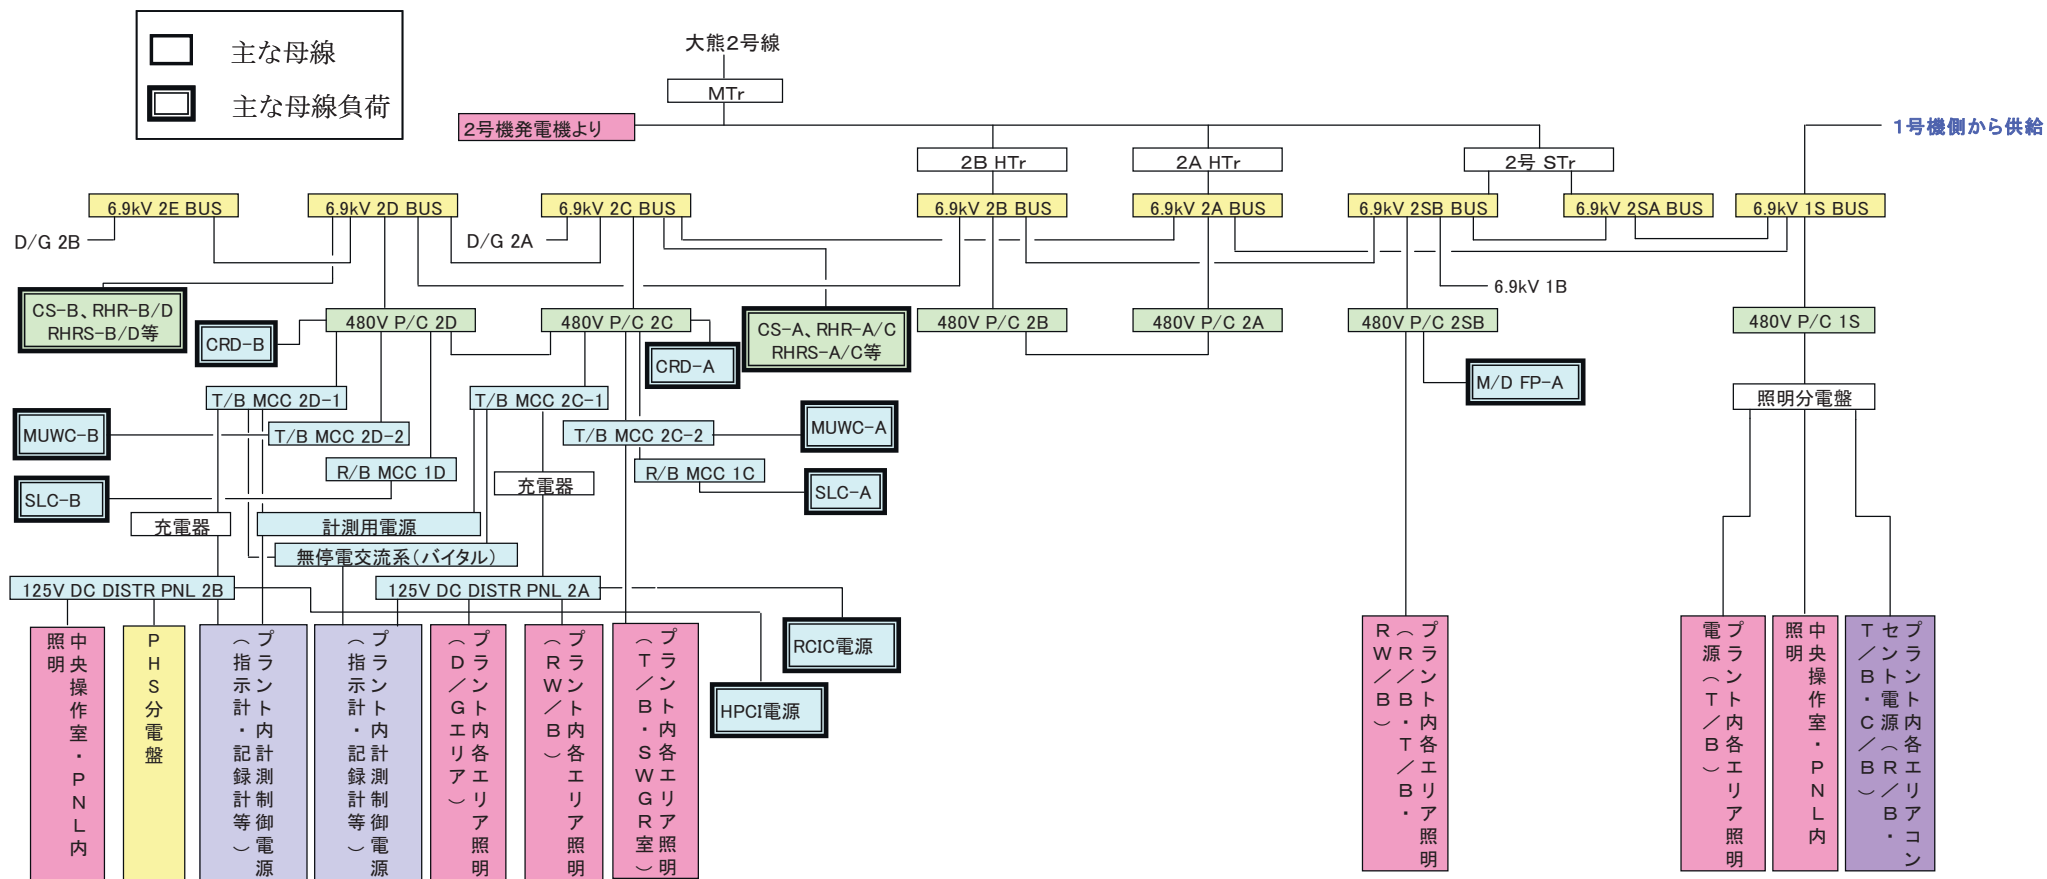 主な母線
主な母線負荷
大熊2号線
MTr
2号機発電機より
1号機側から供給
2B HTr
2A HTr
2号 STr
6.9kV 2E BUS
6.9kV 2D BUS
6.9kV 2C BUS
6.9kV 2B BUS
6.9kV 2A BUS
6.9kV 2SB BUS
6.9kV 2SA BUS
6.9kV 1S BUS
D/G 2B
D/G 2A
6.9kV 1B
CS-B、RHR-B/D
RHRS-B/D等
CRD-B
480V P/C 2D
480V P/C 2C
CRD-A
CS-A、RHR-A/C
RHRS-A/C等
480V P/C 2B
480V P/C 2A
480V P/C 2SB
480V P/C 1S
M/D FP-A
照明分電盤
T/B MCC 2D-1
T/B MCC 2C-1
MUWC-B
T/B MCC 2D-2
T/B MCC 2C-2
MUWC-A
R/B MCC 1D
R/B MCC 1C
SLC-B
充電器
SLC-A
充電器
計測用電源
無停電交流系(バイタル)
125V DC DISTR PNL 2B
125V DC DISTR PNL 2A
RCIC電源
HPCI電源
中央操作室・PNL内
照明
PHS分電盤
プラント内計測制御電源
(指示計・記録計等)
プラント内計測制御電源
(指示計・記録計等)
プラント内各エリア照明
(D/Gエリア)
プラント内各エリア照明
(RW/B)
プラント内各エリア照明
(T/B・SWGR室)
プラント内各エリア照明
(R/B・T/B・
RW/B)
プラント内各エリア照明
電源(T/B)
中央操作室・PNL内
照明
プラント内各エリアコン
セント電源(R/B・
T/B・C/B)